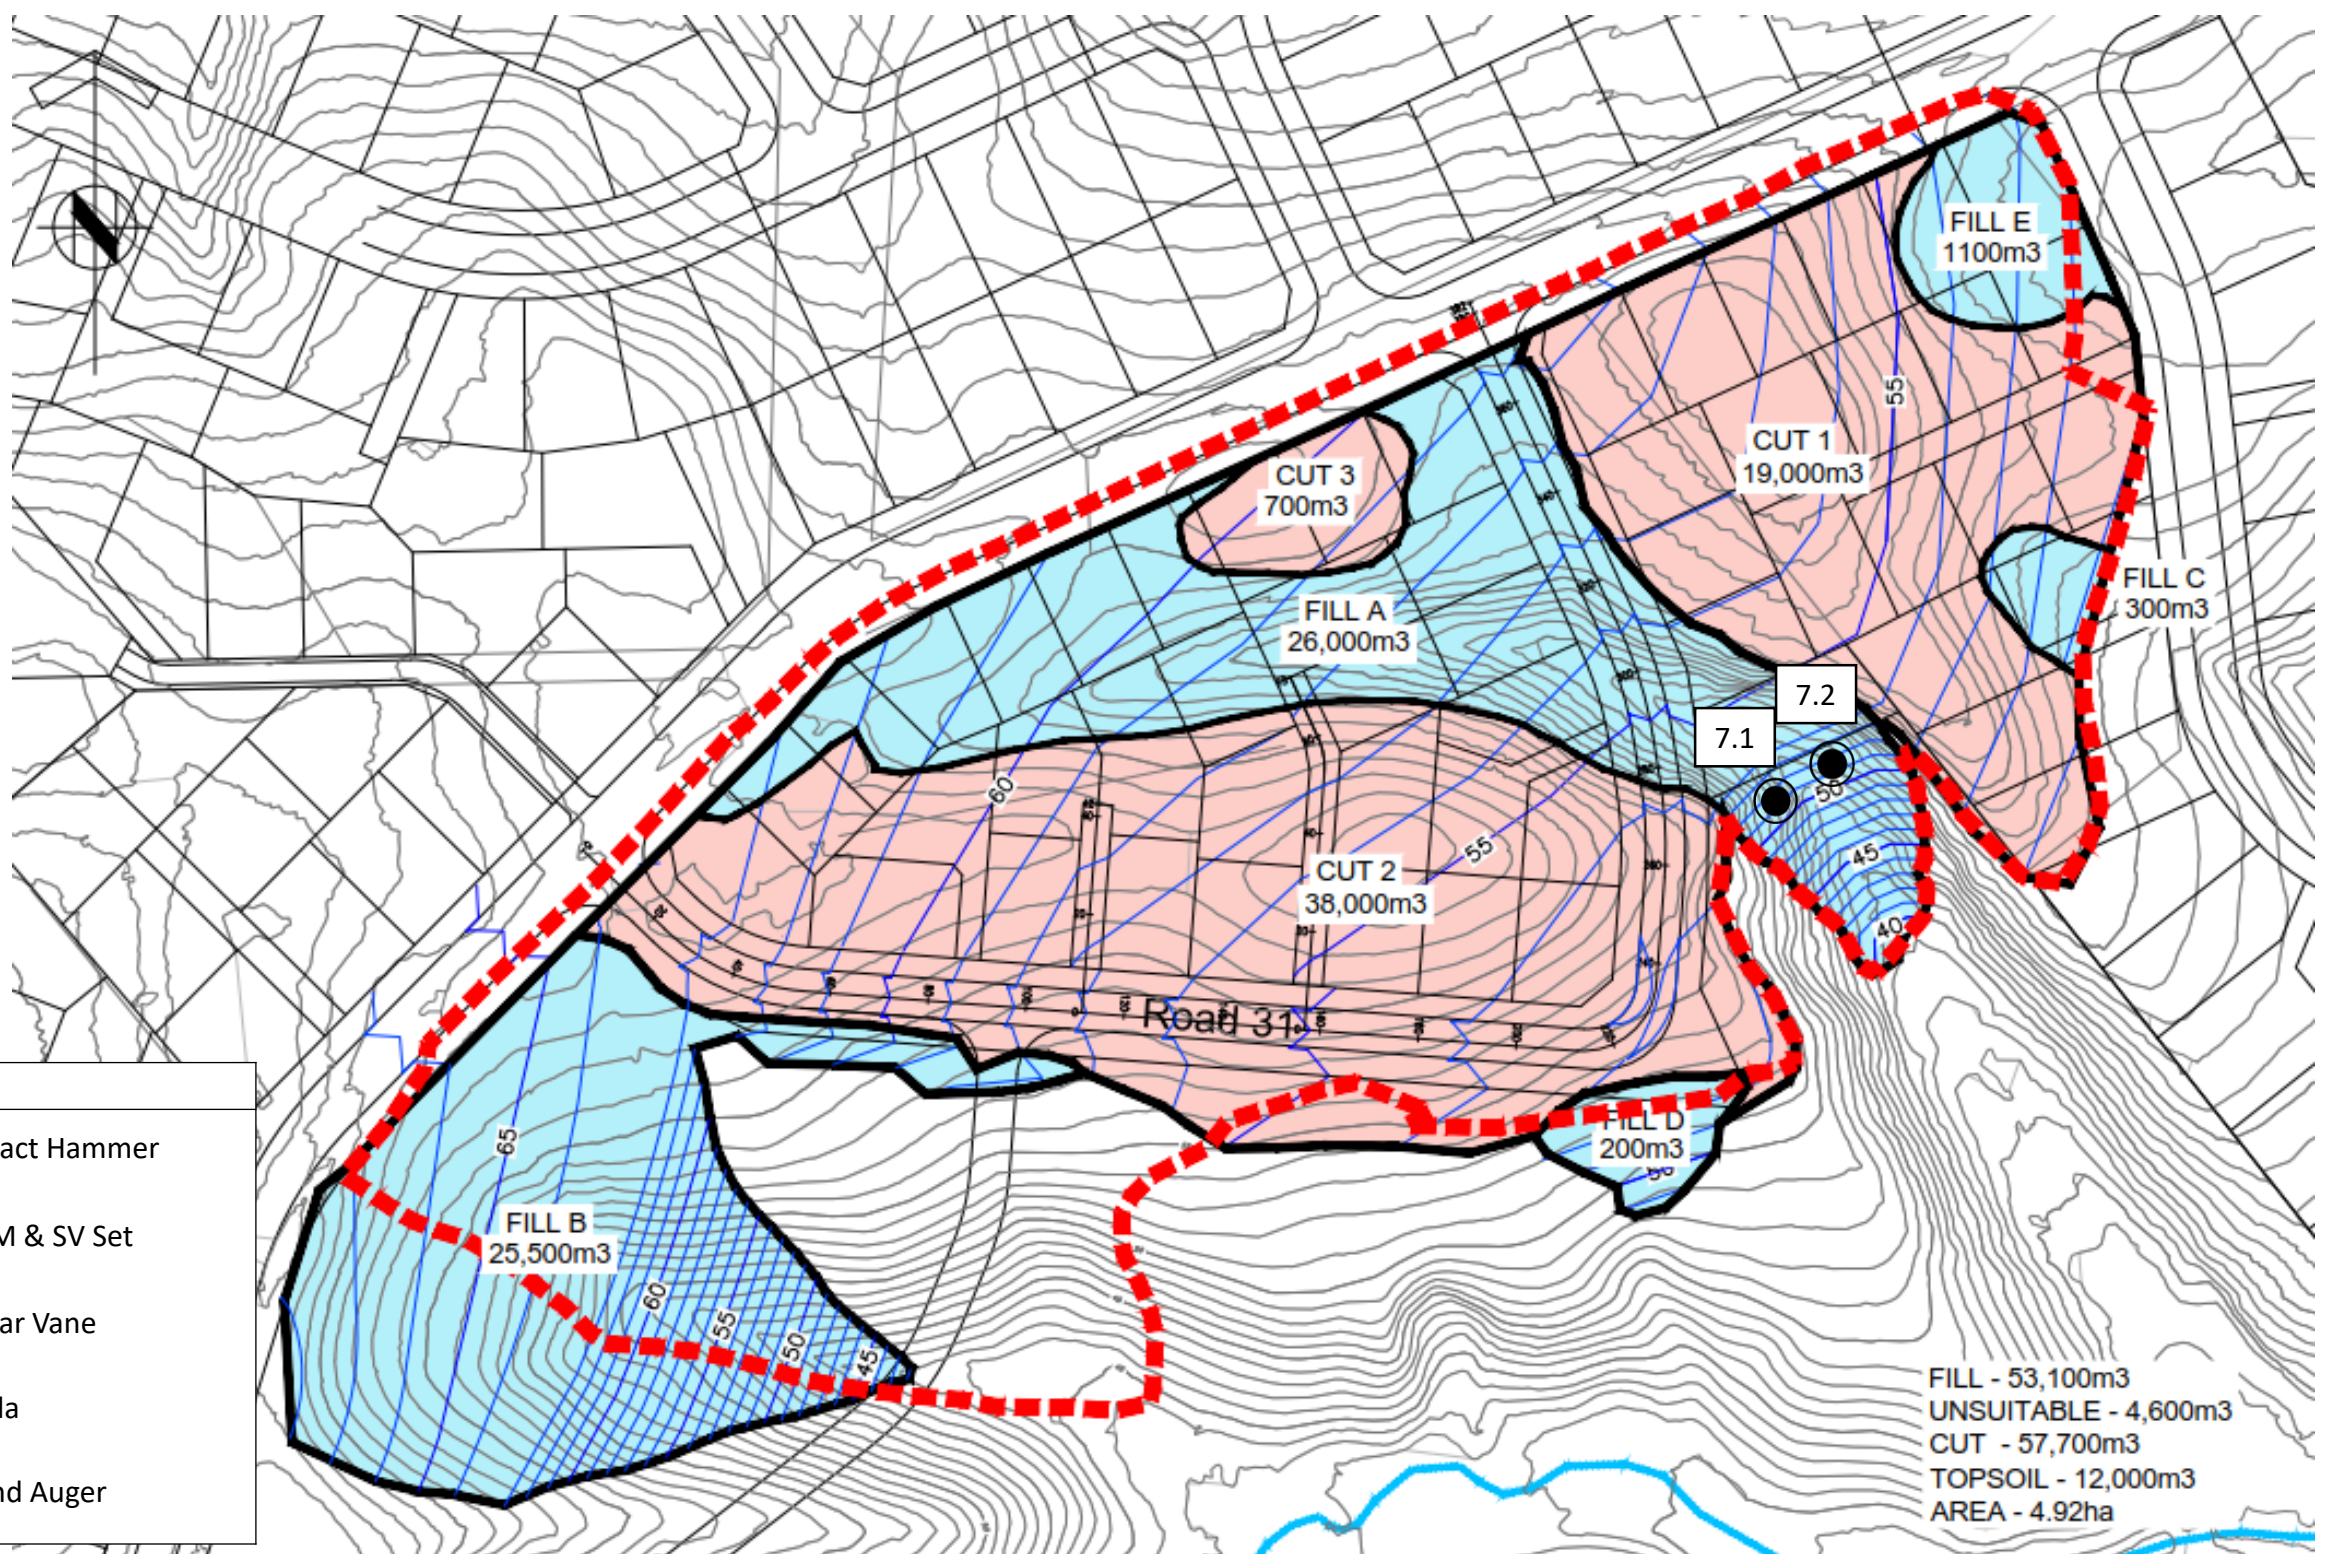 FILL E
1100m3
55
CUT 1
19,000m3
CUT 3
700m3
FILL C
300m3
FILL A
26,000m3
7.2
7.1
60
50
55
45
CUT 2
38,000m3
40
Road 31
FILL D
200m3
50
65
FILL B
25,500m3
60
55
50
45
act Hammer
M & SV Set
ar Vane
la
nd Auger
FILL - 53,100m3
UNSUITABLE - 4,600m3
CUT - 57,700m3
TOPSOIL - 12,000m3
AREA - 4.92ha